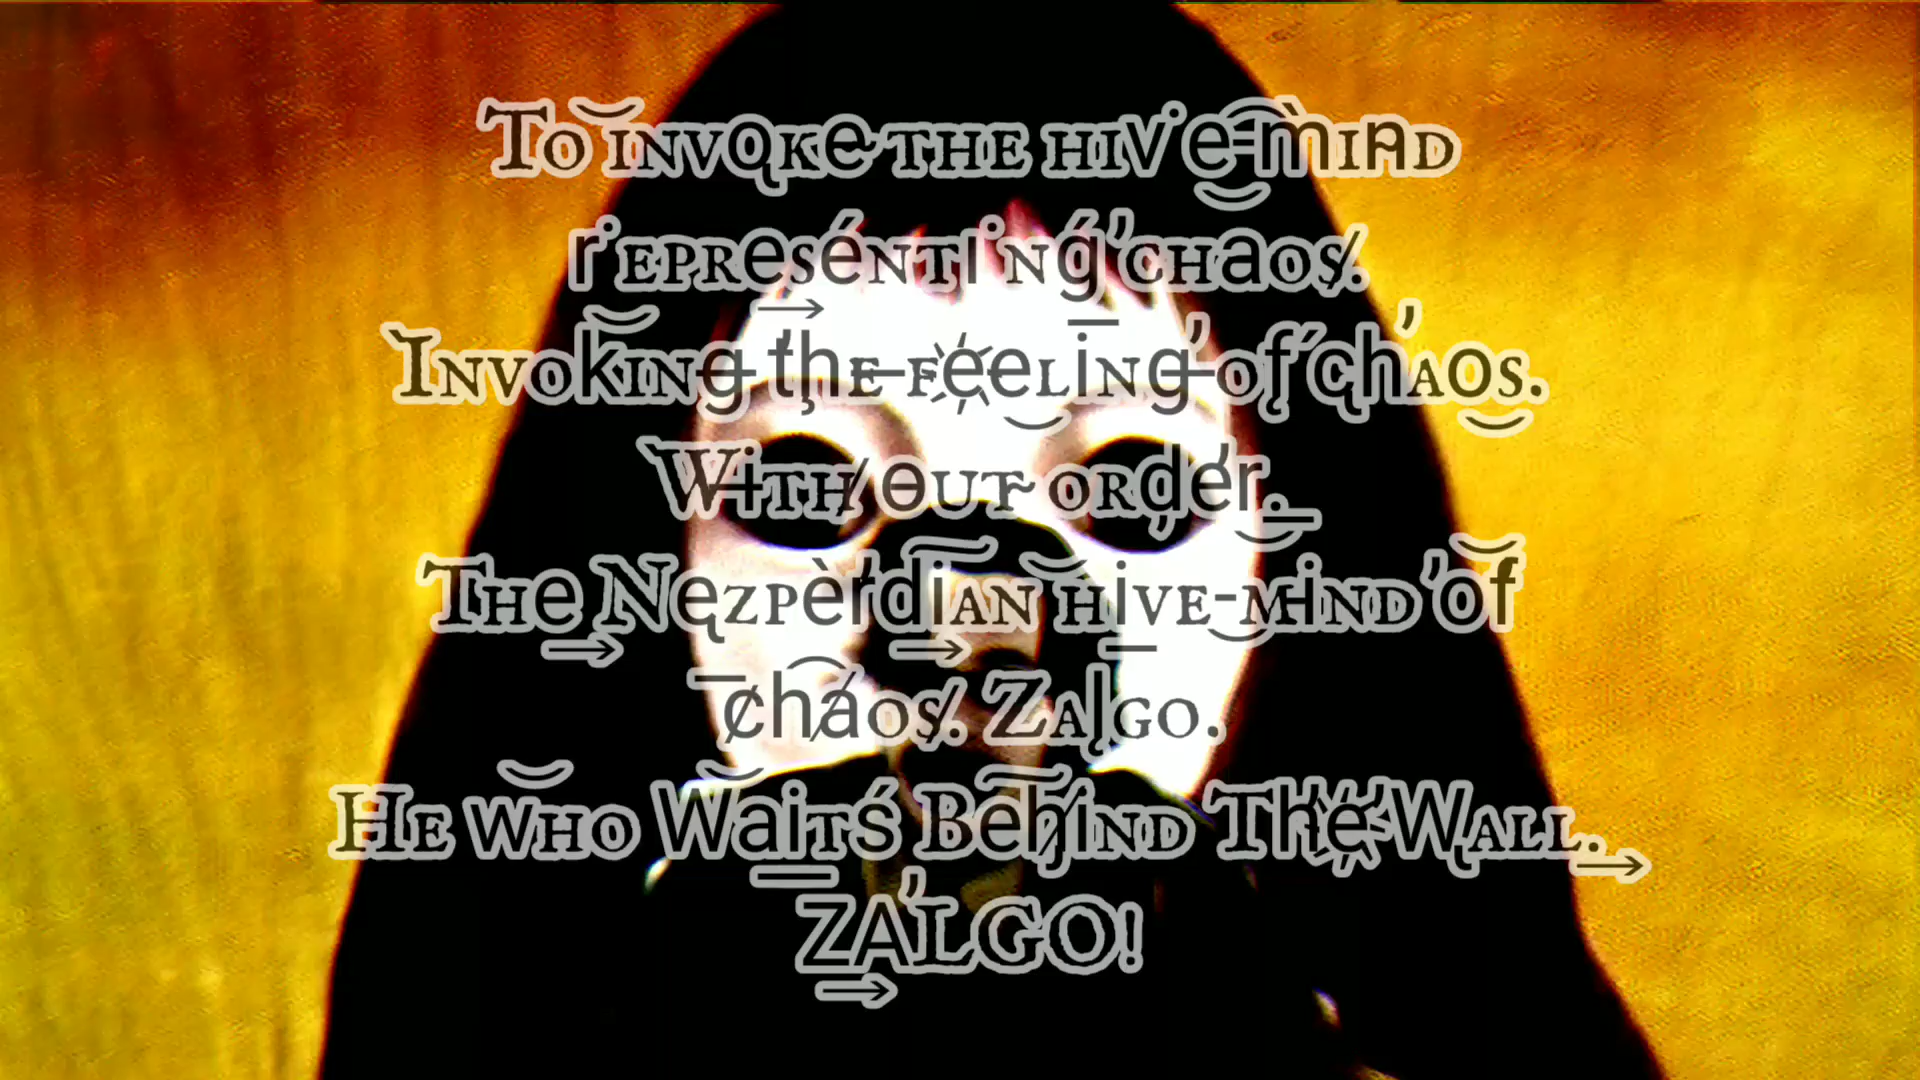 To invoke the hive-mind
representing chaos.
Invoking the feeling of chaos.
With out order.
The Nezperdian hive-mind of
chaos. Zalgo.
He who Waits Behind The Wall.
ZALGO!